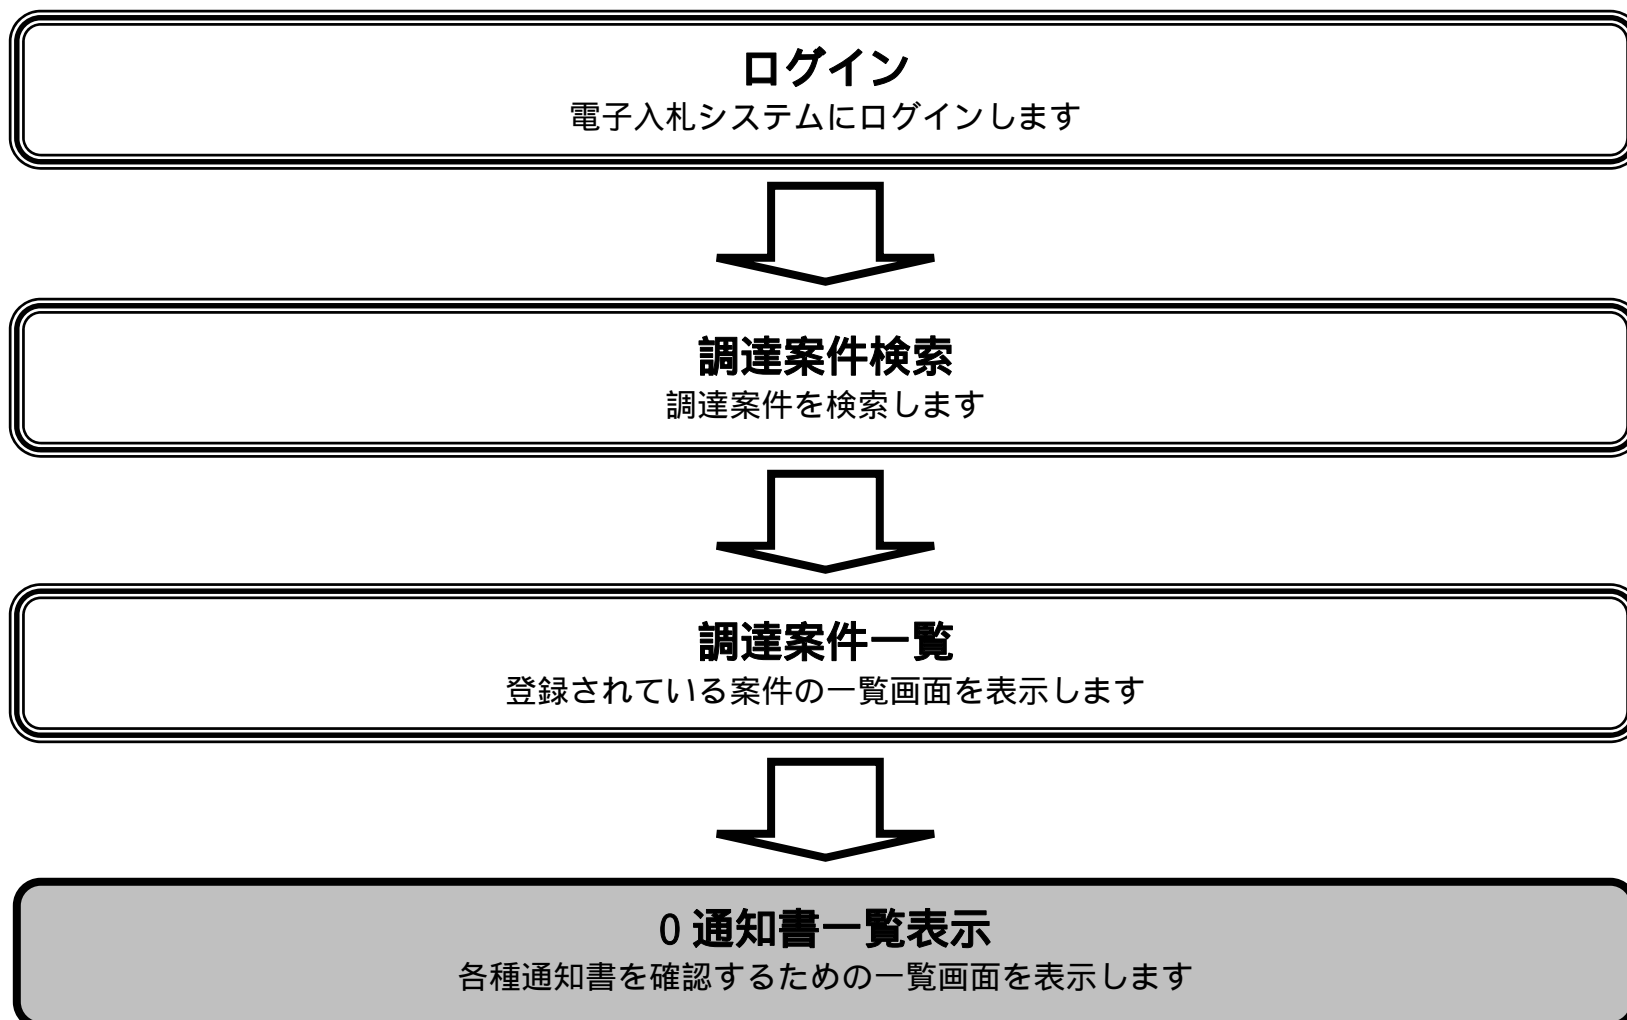 ログイン
電子入札システムにログインします
調達案件検索
調達案件を検索します
調達案件一覧
登録されている案件の一覧画面を表示します
0 通知書一覧表示
各種通知書を確認するための一覧画面を表示します